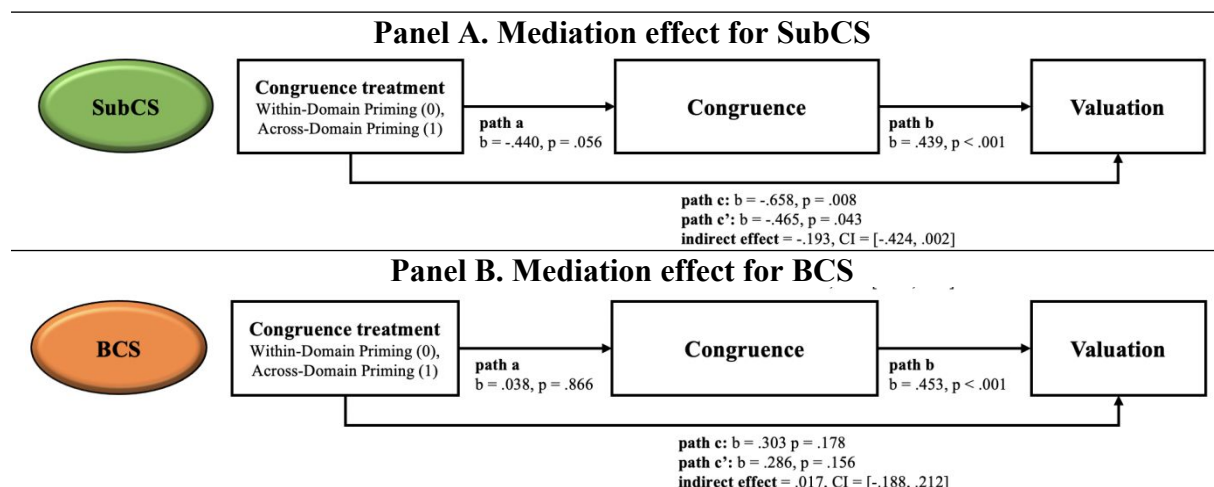 Panel A. Mediation effect for SubCS
SubCS
Congruence treatment
Within-Domain Priming (0),
Across-Domain Priming (1)
path a
b = -.440, p = .056
Congruence
path b
b = .439, p < .001
Valuation
path c: b = -.658, p = .008
path c’: b = -.465, p = .043
indirect effect = -.193, CI = [-.424, .002]
Panel B. Mediation effect for BCS
BCS
Congruence treatment
Within-Domain Priming (0),
Across-Domain Priming (1)
path a
b = .038, p = .866
Congruence
path b
b = .453, p < .001
Valuation
path c: b = .303 p = .178
path c’: b = .286, p = .156
indirect effect = .017, CI = [-.188, .212]